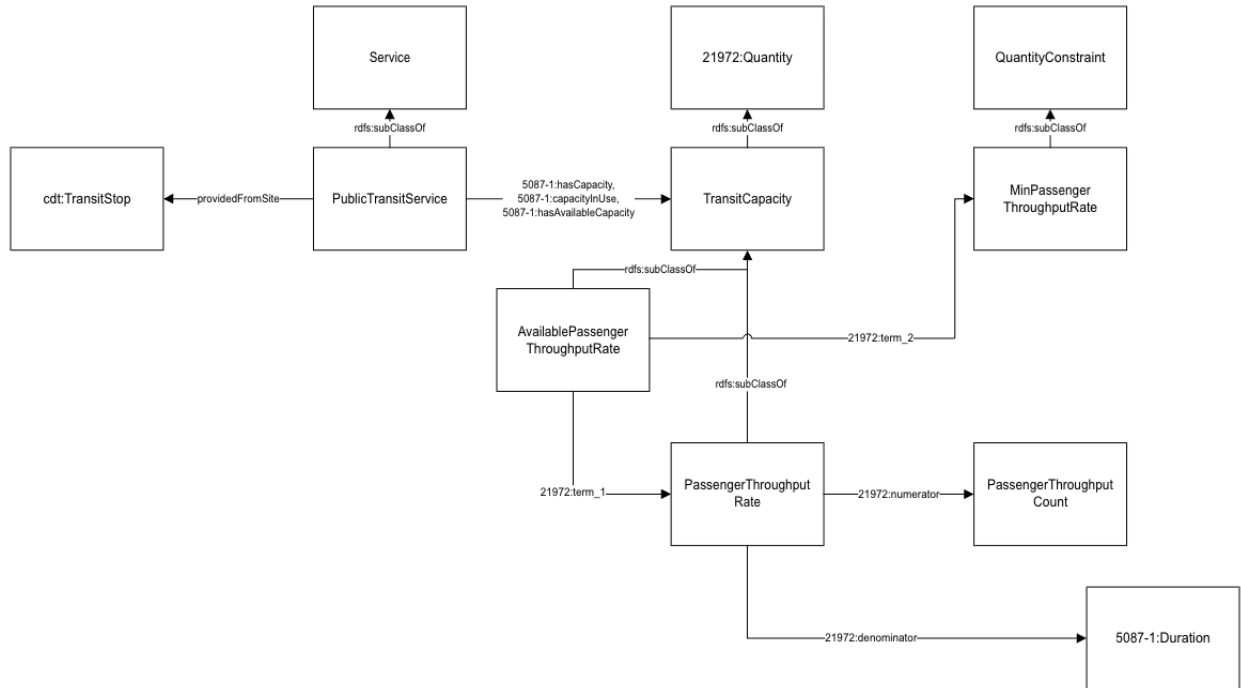 Service
21972:Quantity
QuantityConstraint
rdfs:subClassOf
rdfs:subClassOf
rdfs:subClassOf
cdt:TransitStop
providedFromSite
PublicTransitService
5087-1:hasCapacity,
5087-1:capacityInUse,
5087-1:hasAvailableCapacity
TransitCapacity
MinPassenger
ThroughputRate
rdfs:subClassOf
AvailablePassenger
ThroughputRate
21972:term_2
rdfs:subClassOf
21972:term_1
PassengerThroughput
Rate
21972:numerator
PassengerThroughput
Count
21972:denominator
5087-1:Duration